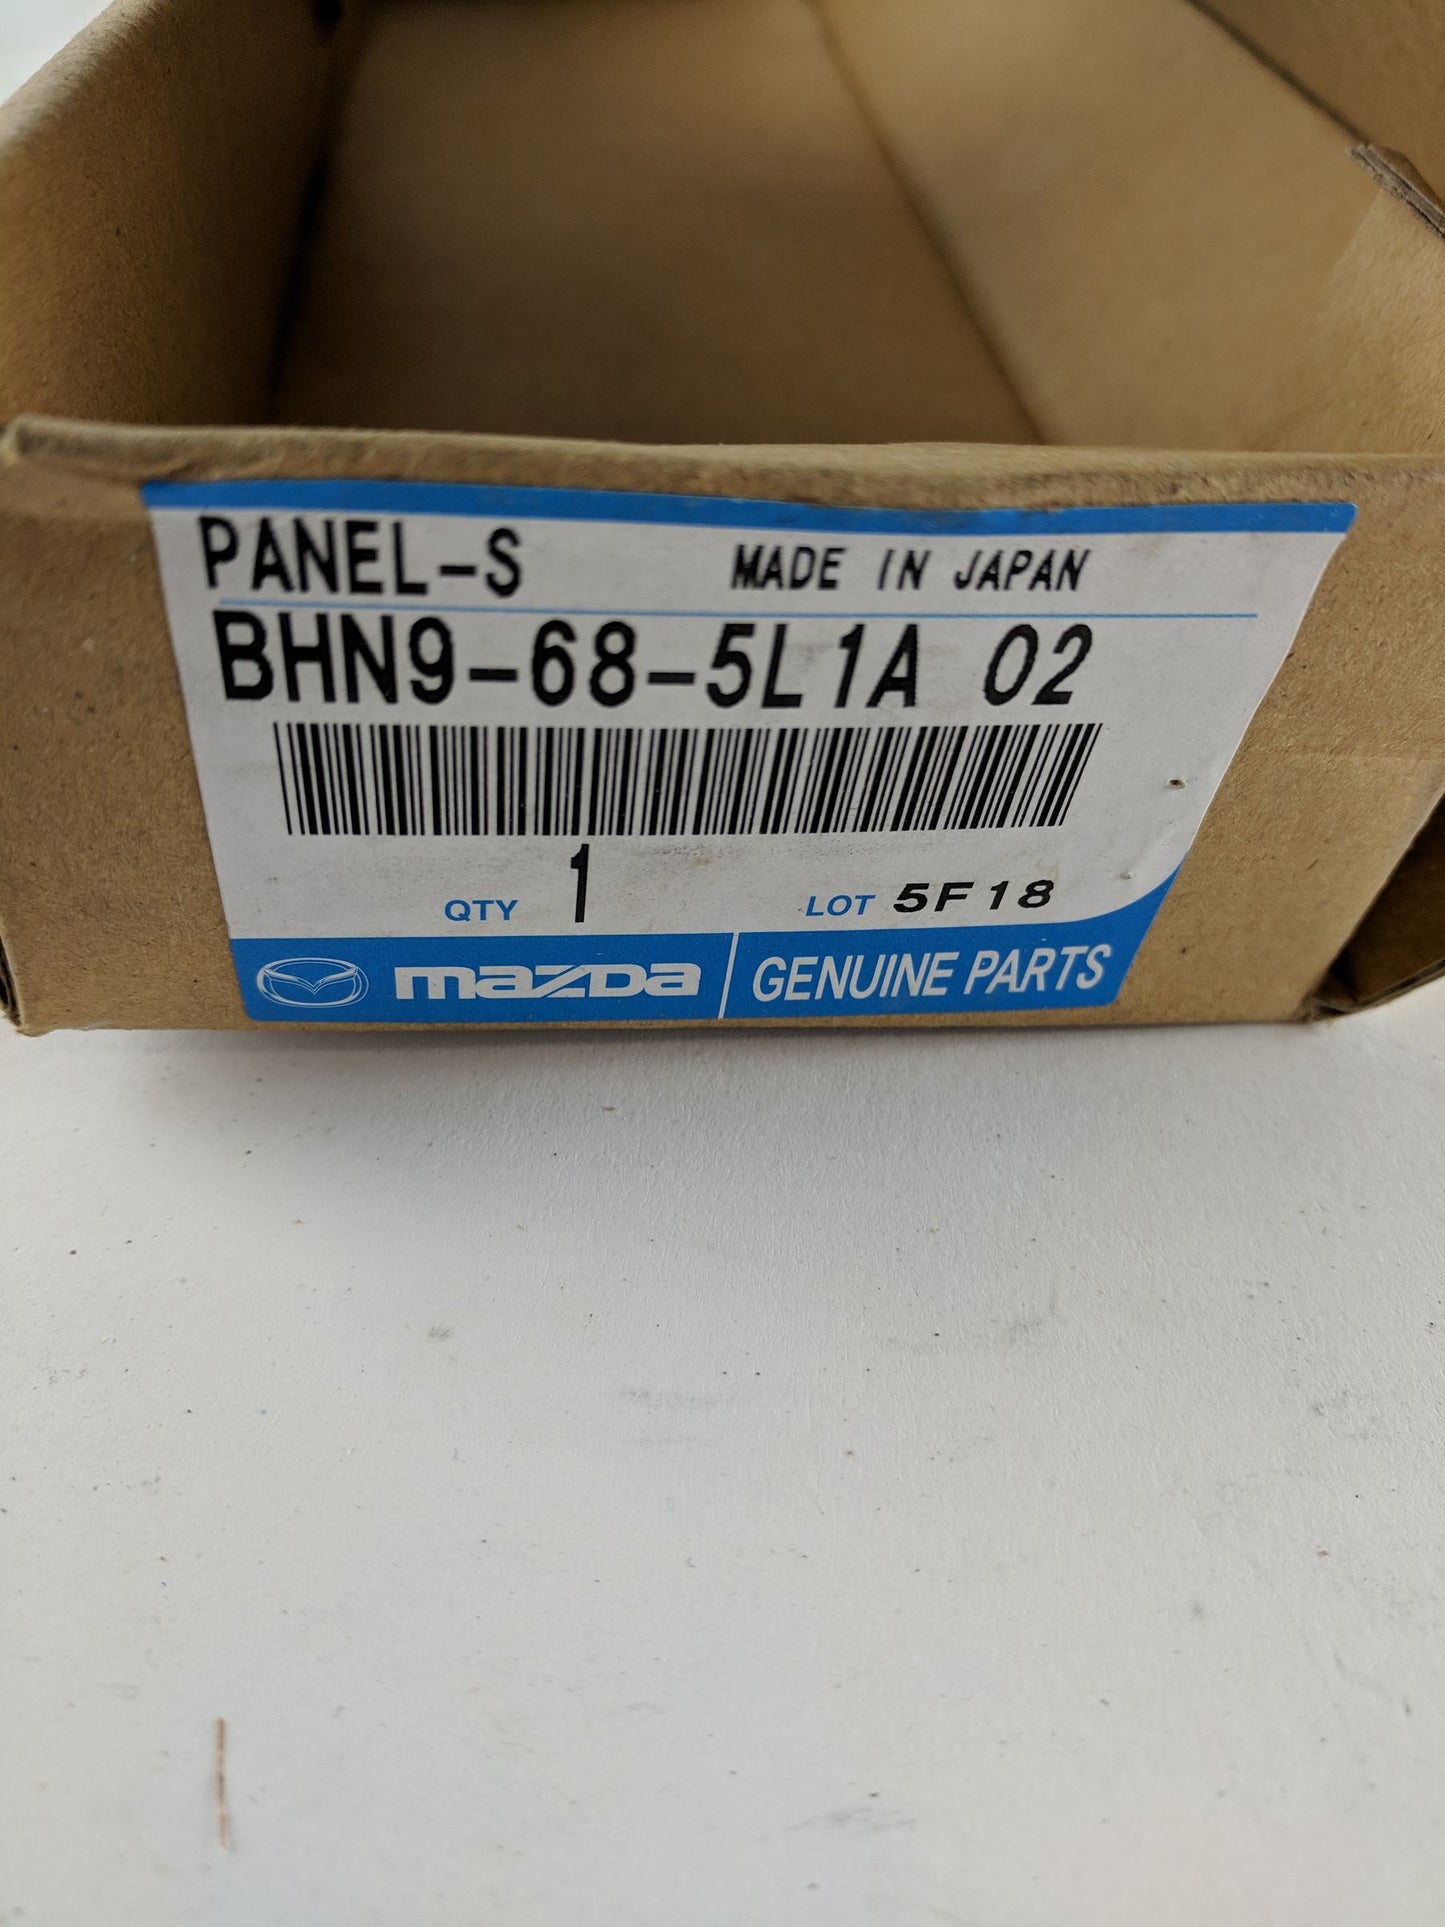 PANEL-S MADE IN JAPAN
BHN9-68-5L1A 02
QTY 1 LOT 5F18
mazda GENUINE PARTS